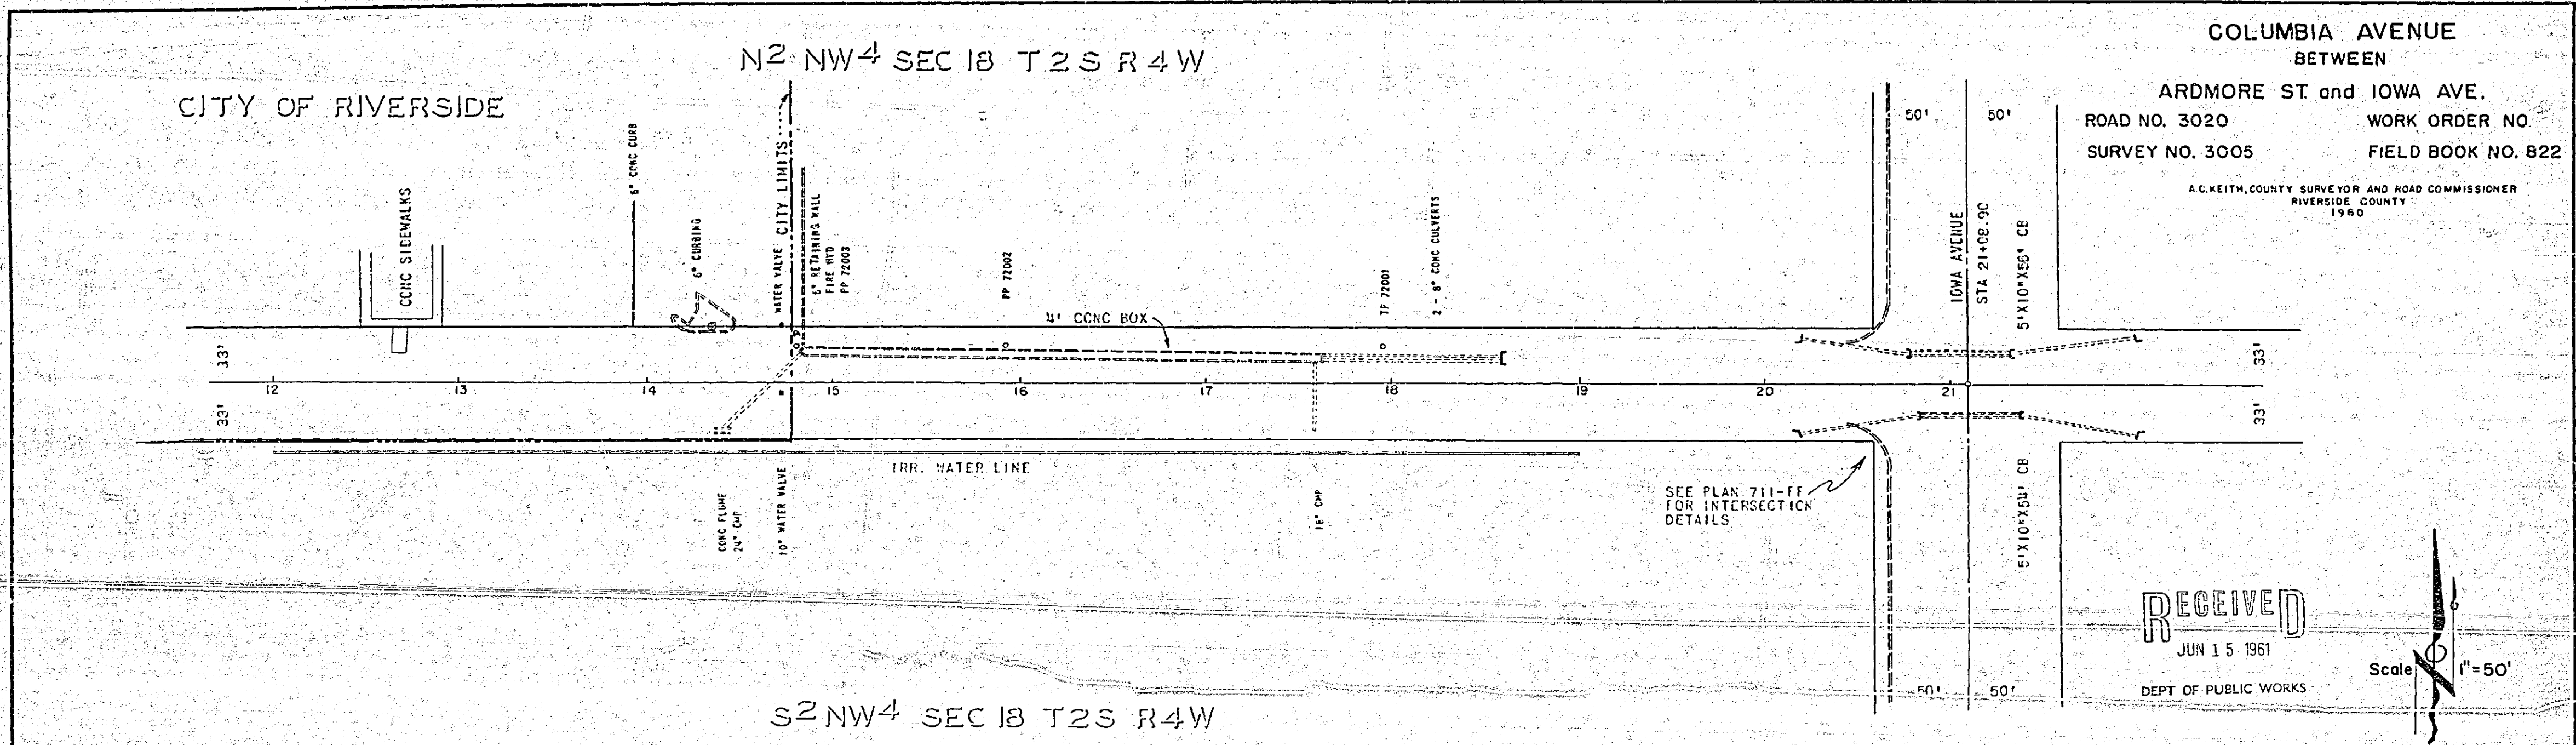 COLUMBIA AVENUE
BETWEEN
ARDMORE ST. and IOWA AVE.
ROAD NO. 3020
WORK ORDER NO.
SURVEY NO. 3005
FIELD BOOK NO. 822
A.C. KEITH, COUNTY SURVEYOR AND ROAD COMMISSIONER
RIVERSIDE COUNTY
1960
N2 NW4 SEC 18 T2S R4W
CITY OF RIVERSIDE
CONC SIDEWALKS
6" CONC CURB
6" CURBING
WATER VALVE
CITY LIMITS
6" RETAINING WALL
FIRE HYD
PP 72003
PP 72002
4' CONC BOX
TP 72001
2 - 8" CONC CULVERTS
50'
50'
IOWA AVENUE
STA 21+08.90
5'X10"X56' CB
33'
33'
12
13
14
15
16
17
18
19
20
21
33'
33'
IRR. WATER LINE
CONC FLUME
24" CMP
10" WATER VALVE
18" CMP
SEE PLAN 711-FF
FOR INTERSECTION
DETAILS
5'X10"X54' CB
50'
50'
RECEIVED
JUN 15 1961
DEPT OF PUBLIC WORKS
Scale 1"=50'
S2 NW4 SEC 18 T2S R4W